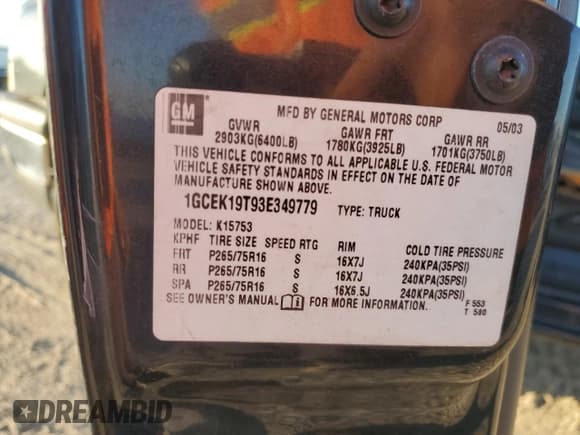 GM
MFD BY GENERAL MOTORS CORP 05/03
GVWR GAWR FRT GAWR RR
2903KG(6400LB) 1780KG(3925LB) 1701KG(3750LB)
THIS VEHICLE CONFORMS TO ALL APPLICABLE U.S. FEDERAL MOTOR
VEHICLE SAFETY STANDARDS IN EFFECT ON THE DATE OF
MANUFACTURE SHOWN ABOVE.
1GCEK19T93E349779 TYPE: TRUCK
MODEL: K15753
KPHF TIRE SIZE SPEED RTG RIM COLD TIRE PRESSURE
FRT P265/75R16 S 16X7J 240KPA(35PSI)
RR P265/75R16 S 16X7J 240KPA(35PSI)
SPA P265/75R16 S 16X6.5J 240KPA(35PSI)
SEE OWNER'S MANUAL FOR MORE INFORMATION. F 553
T 580
DREAMBID